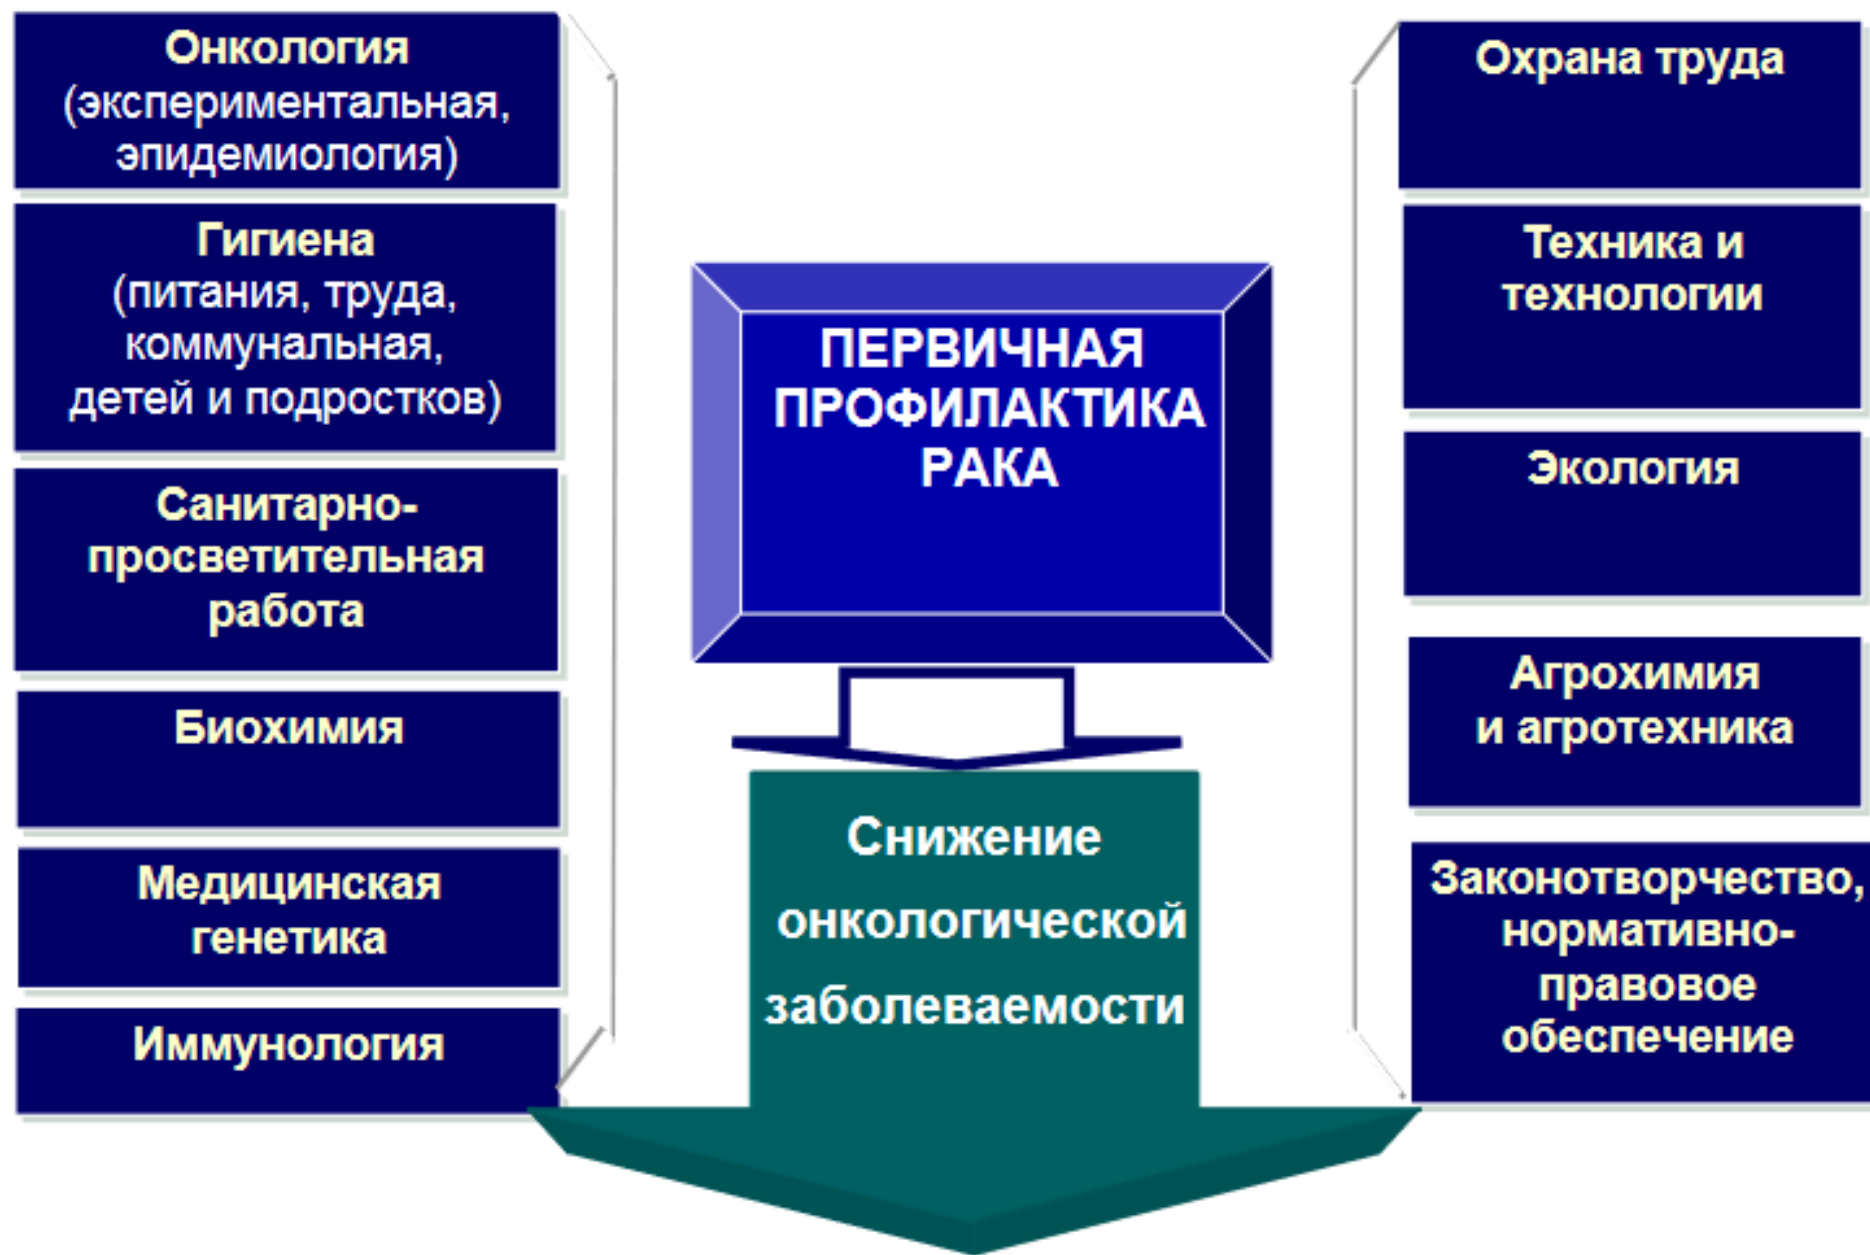 Онкология
(экспериментальная,
эпидемиология)
Гигиена
(питания, труда,
коммунальная,
детей и подростков)
Санитарно-
просветительная
работа
Биохимия
Медицинская
генетика
Иммунология
ПЕРВИЧНАЯ
ПРОФИЛАКТИКА
РАКА
Снижение
онкологической
заболеваемости
Охрана труда
Техника и
технологии
Экология
Агрохимия
и агротехника
Законотворчество,
нормативно-
правовое
обеспечение